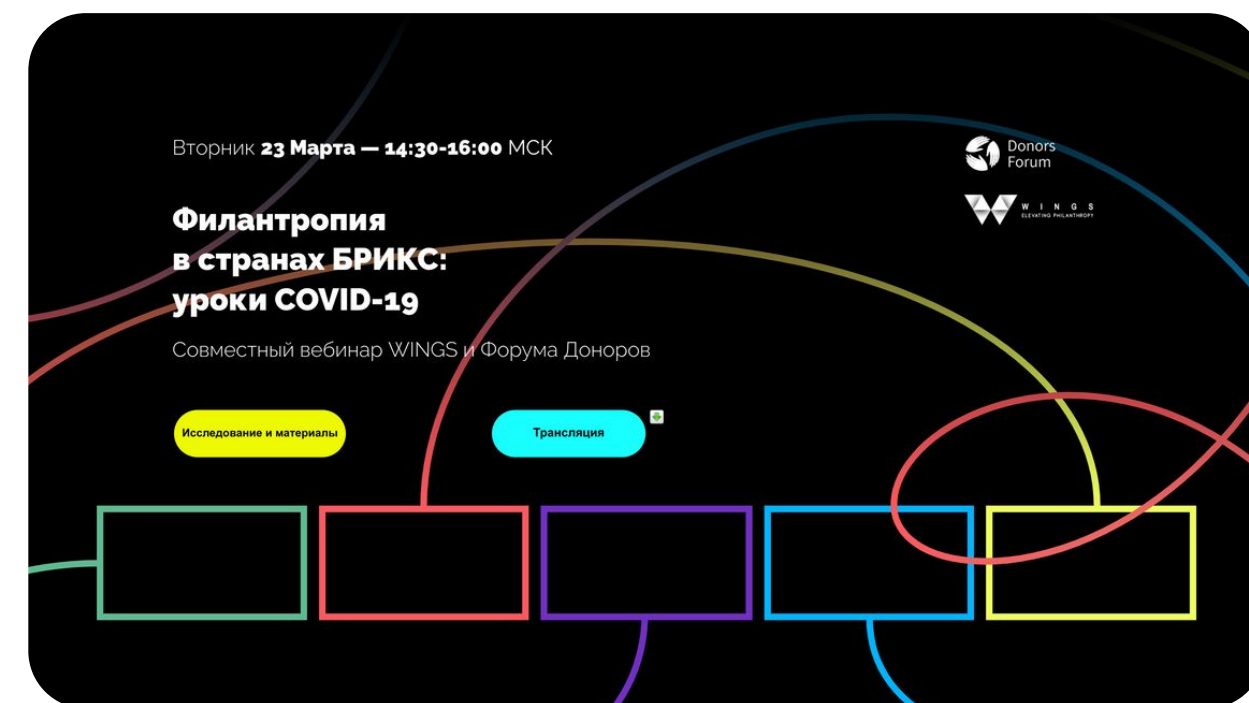 Вторник 23 Марта — 14:30-16:00 МСК
Donors
Forum
WINGS
ELEVATING PHILANTHROPY
Филантропия
в странах БРИКС:
уроки COVID-19
Совместный вебинар WINGS и Форума Доноров
Исследование и материалы
Трансляция